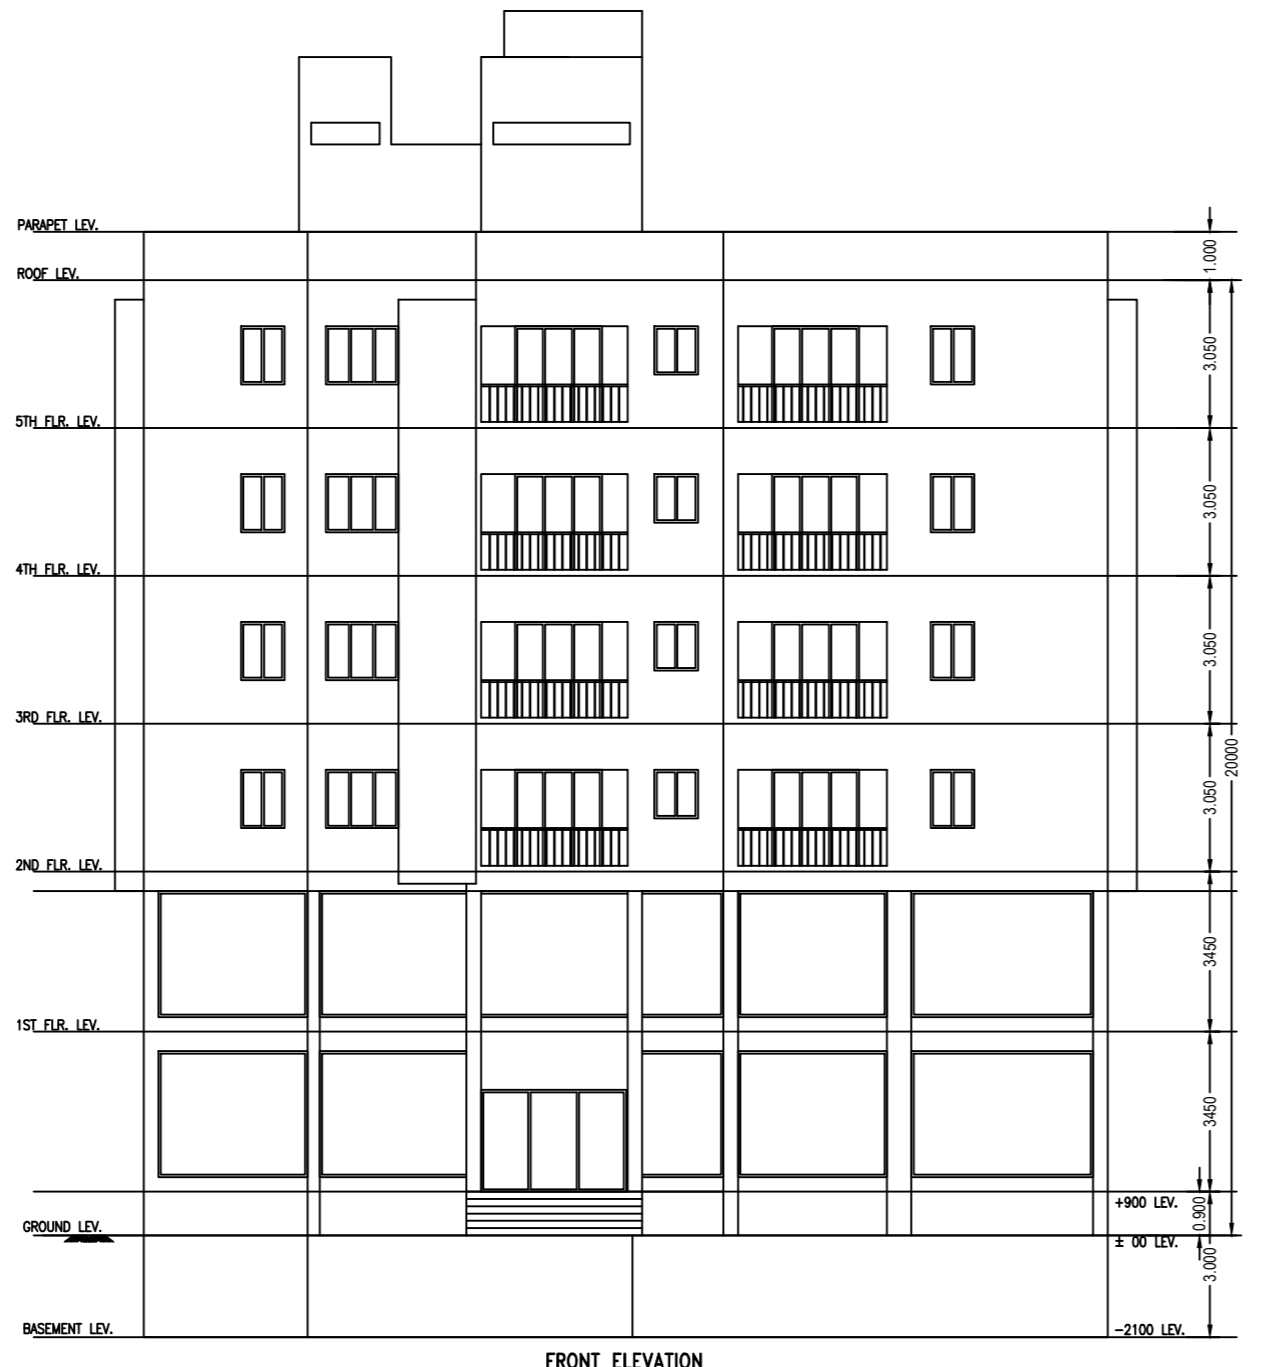 PARAPET LEV.
1.000
ROOF LEV.
3.050
5TH FLR. LEV.
3.050
4TH FLR. LEV.
3.050
3RD FLR. LEV.
20000
3.050
2ND FLR. LEV.
3450
1ST FLR. LEV.
3450
+900 LEV.
0.900
GROUND LEV.
± 00 LEV.
3.000
BASEMENT LEV.
-2100 LEV.
FRONT ELEVATION